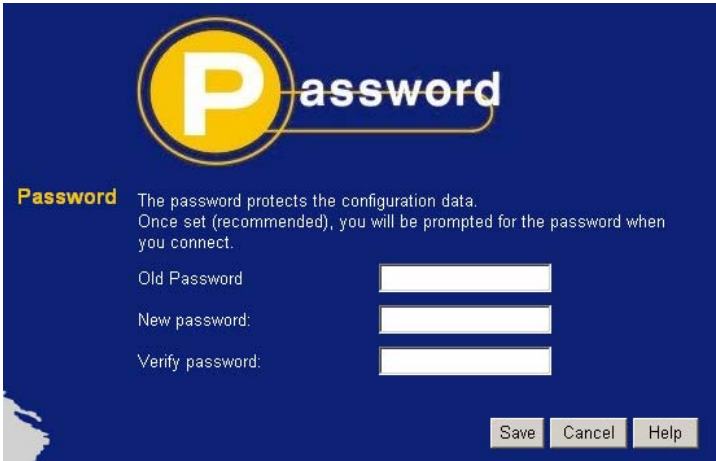 Password
Password
The password protects the configuration data.
Once set (recommended), you will be prompted for the password when
you connect.
Old Password
New password:
Verify password:
Save Cancel Help